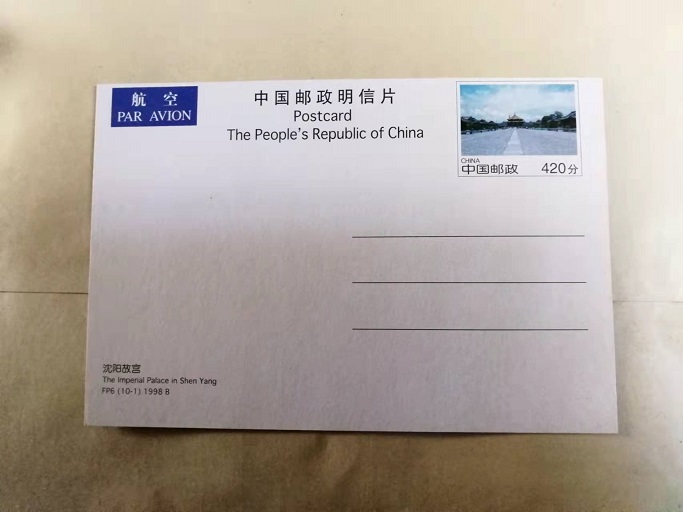 航 空
PAR AVION
中国邮政明信片
Postcard
The People's Republic of China
CHINA
中国邮政 420分
沈阳故宫
The Imperial Palace in Shen Yang
FP6 (10-1) 1998 B